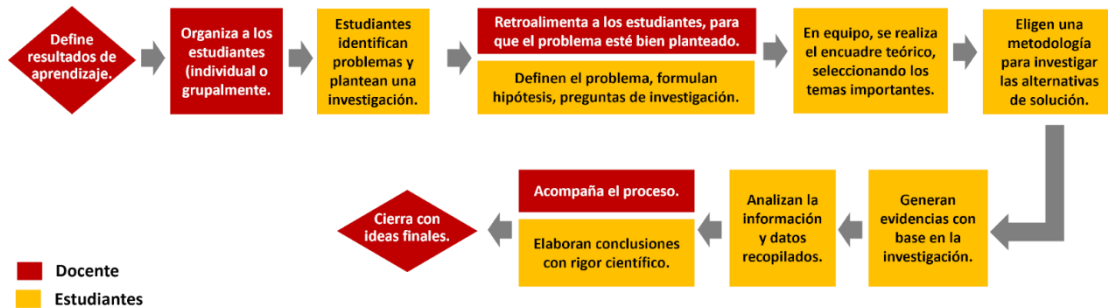 Define
resultados de
aprendizaje.
Organiza a los
estudiantes
(individual o
grupalmente.
Estudiantes
identifican
problemas y
plantean una
investigación.
Retroalimenta a los estudiantes, para
que el problema esté bien planteado.
Definen el problema, formulan
hipótesis, preguntas de investigación.
En equipo, se realiza
el encuadre teórico,
seleccionando los
temas importantes.
Eligen una
metodología
para investigar
las alternativas
de solución.
Generan
evidencias con
base en la
investigación.
Analizan la
información
y datos
recopilados.
Acompaña el proceso.
Elaboran conclusiones
con rigor científico.
Cierra con
ideas finales.
Docente
Estudiantes